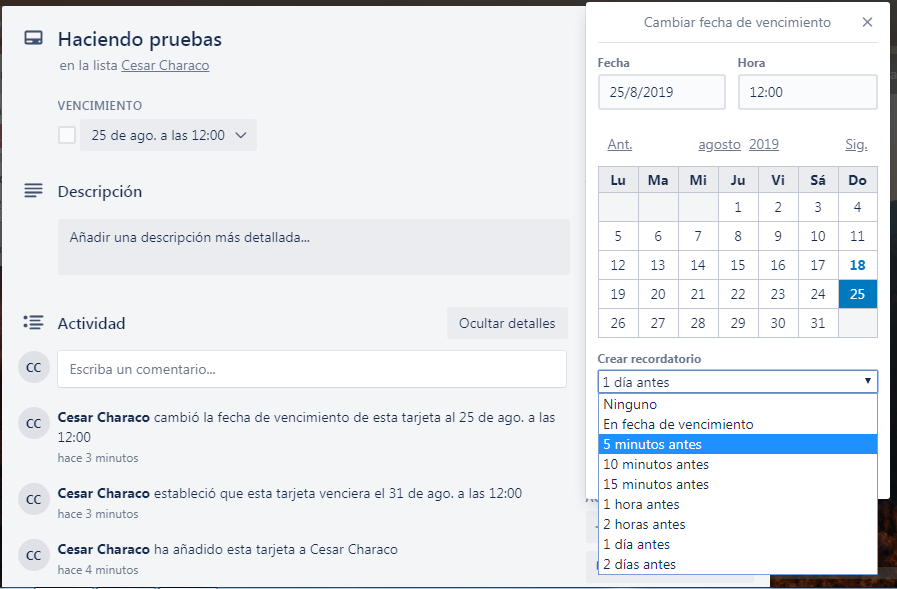 Haciendo pruebas
en la lista Cesar Characo
VENCIMIENTO
25 de ago. a las 12:00
Descripción
Añadir una descripción más detallada...
Actividad
Ocultar detalles
CC
Escriba un comentario...
CC
Cesar Characo cambió la fecha de vencimiento de esta tarjeta al 25 de ago. a las
12:00
hace 3 minutos
CC
Cesar Characo estableció que esta tarjeta venciera el 31 de ago. a las 12:00
hace 3 minutos
CC
Cesar Characo ha añadido esta tarjeta a Cesar Characo
hace 4 minutos
Cambiar fecha de vencimiento
Fecha
Hora
25/8/2019
12:00
Ant. agosto 2019 Sig.
Lu Ma Mi Ju Vi Sá Do
1 2 3 4
5 6 7 8 9 10 11
12 13 14 15 16 17 18
19 20 21 22 23 24 25
26 27 28 29 30 31
Crear recordatorio
1 día antes
Ninguno
En fecha de vencimiento
5 minutos antes
10 minutos antes
15 minutos antes
1 hora antes
2 horas antes
1 día antes
2 días antes